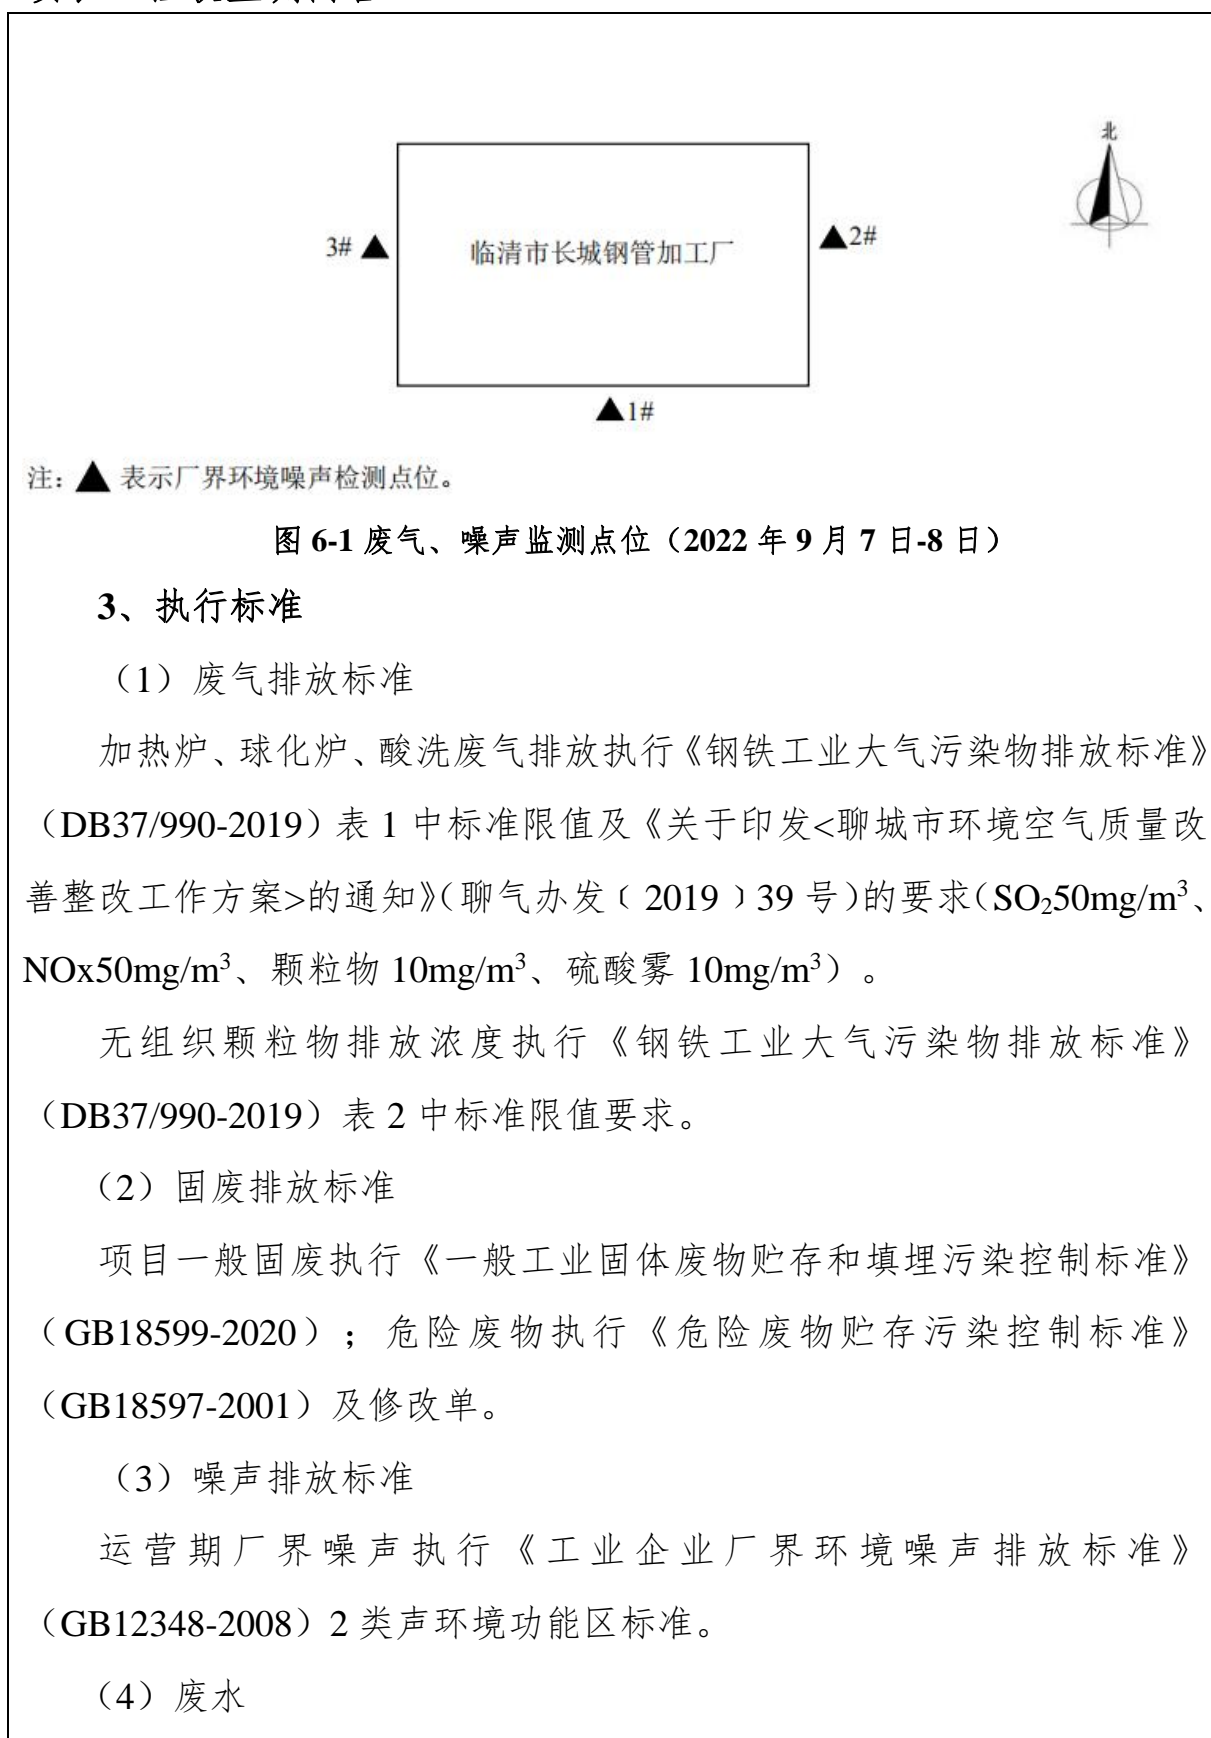 北
3# ▲
临清市长城钢管加工厂
▲2#
▲1#
注：▲ 表示厂界环境噪声检测点位。
图 6-1 废气、噪声监测点位（2022 年 9 月 7 日-8 日）
3、执行标准
（1）废气排放标准
加热炉、球化炉、酸洗废气排放执行《钢铁工业大气污染物排放标准》
（DB37/990-2019）表 1 中标准限值及《关于印发<聊城市环境空气质量改
善整改工作方案>的通知》（聊气办发﹝2019﹞39 号）的要求（SO₂50mg/m³、
NOx50mg/m³、颗粒物 10mg/m³、硫酸雾 10mg/m³）。
无组织颗粒物排放浓度执行《钢铁工业大气污染物排放标准》
（DB37/990-2019）表 2 中标准限值要求。
（2）固废排放标准
项目一般固废执行《一般工业固体废物贮存和填埋污染控制标准》
（GB18599-2020）；危险废物执行《危险废物贮存污染控制标准》
（GB18597-2001）及修改单。
（3）噪声排放标准
运营期厂界噪声执行《工业企业厂界环境噪声排放标准》
（GB12348-2008）2 类声环境功能区标准。
（4）废水